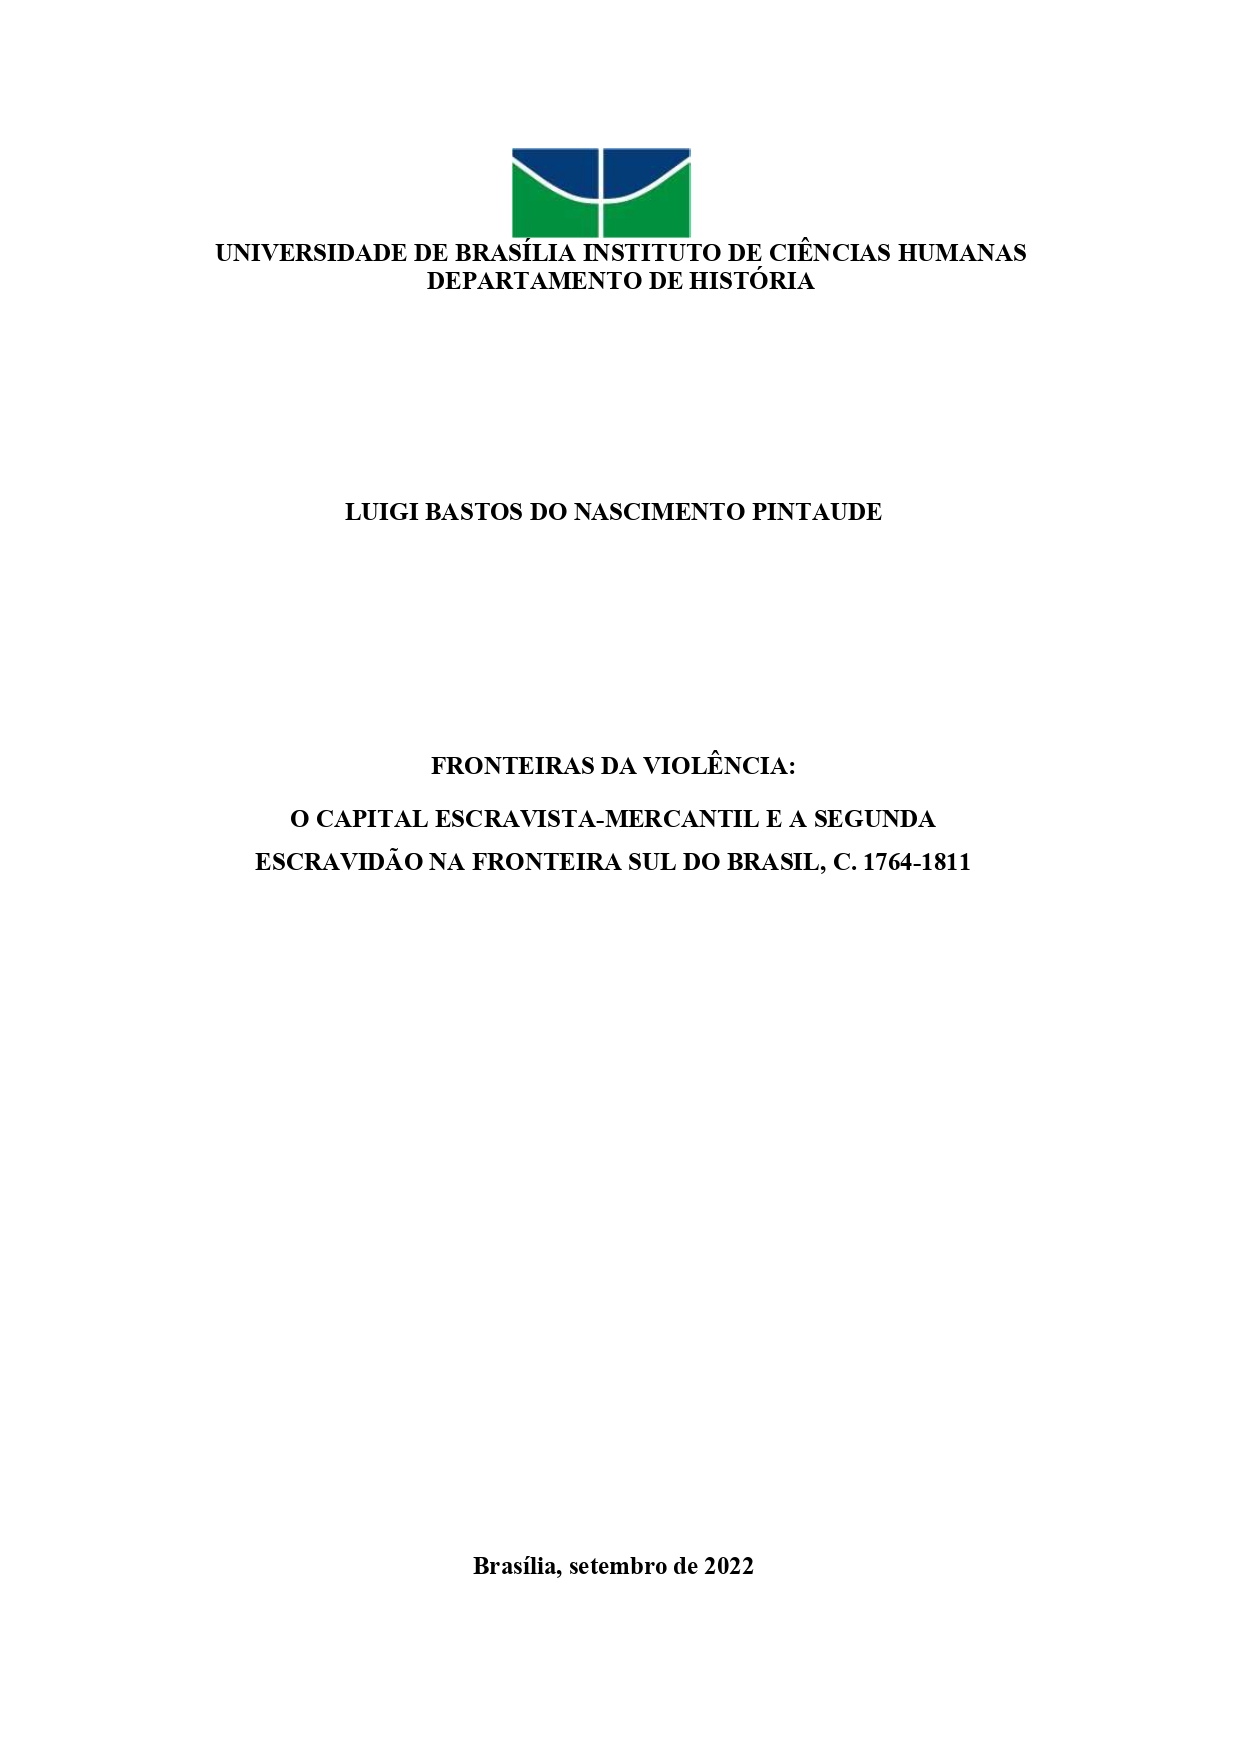 UNIVERSIDADE DE BRASÍLIA INSTITUTO DE CIÊNCIAS HUMANAS
DEPARTAMENTO DE HISTÓRIA
LUIGI BASTOS DO NASCIMENTO PINTAUDE
FRONTEIRAS DA VIOLÊNCIA:
O CAPITAL ESCRAVISTA-MERCANTIL E A SEGUNDA
ESCRAVIDÃO NA FRONTEIRA SUL DO BRASIL, C. 1764-1811
Brasília, setembro de 2022